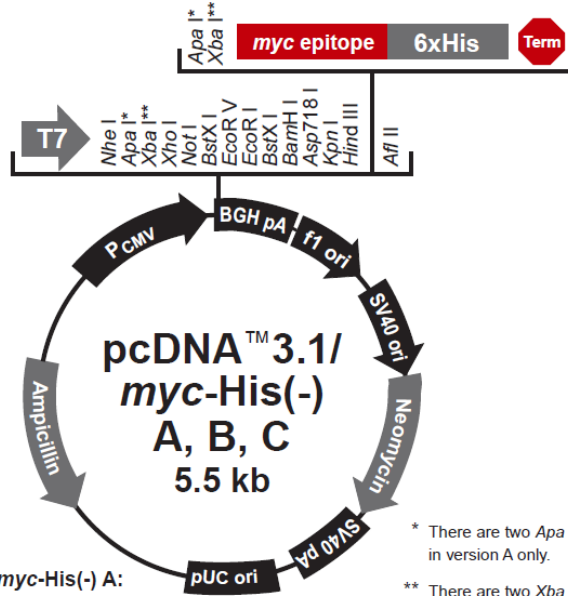 Apa I*
Xba I**
myc epitope
6xHis
Term
T7
Nhe I
Apa I*
Xba I**
Xho I
Not I
BstX I
EcoR V
EcoR I
BstX I
BamH I
Asp718 I
Kpn I
Hind III
Afl II
PCMV
BGH pA
f1 ori
SV40 ori
Neomycin
SV40 pA
pUC ori
Ampicillin
pcDNA™3.1/
myc-His(-)
A, B, C
5.5 kb
myc-His(-) A:
* There are two Apa
in version A only.
** There are two Xba